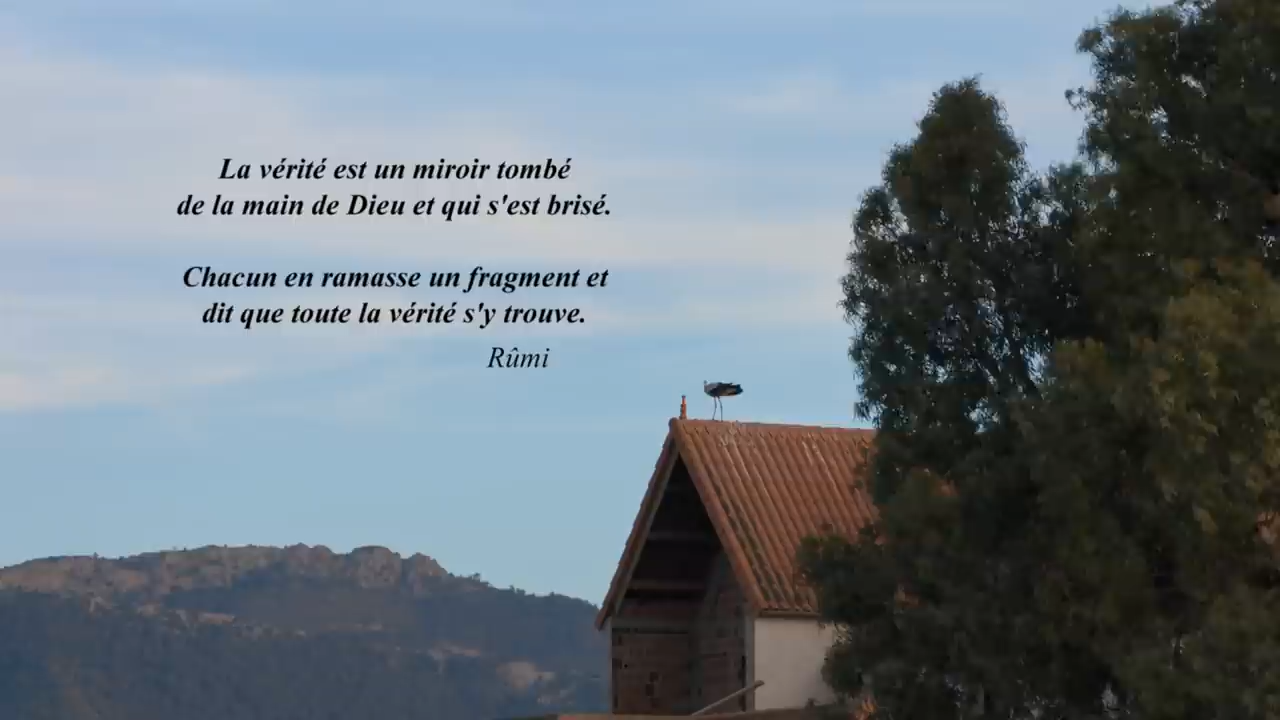 La vérité est un miroir tombé
de la main de Dieu et qui s'est brisé.
Chacun en ramasse un fragment et
dit que toute la vérité s'y trouve.
Rûmi